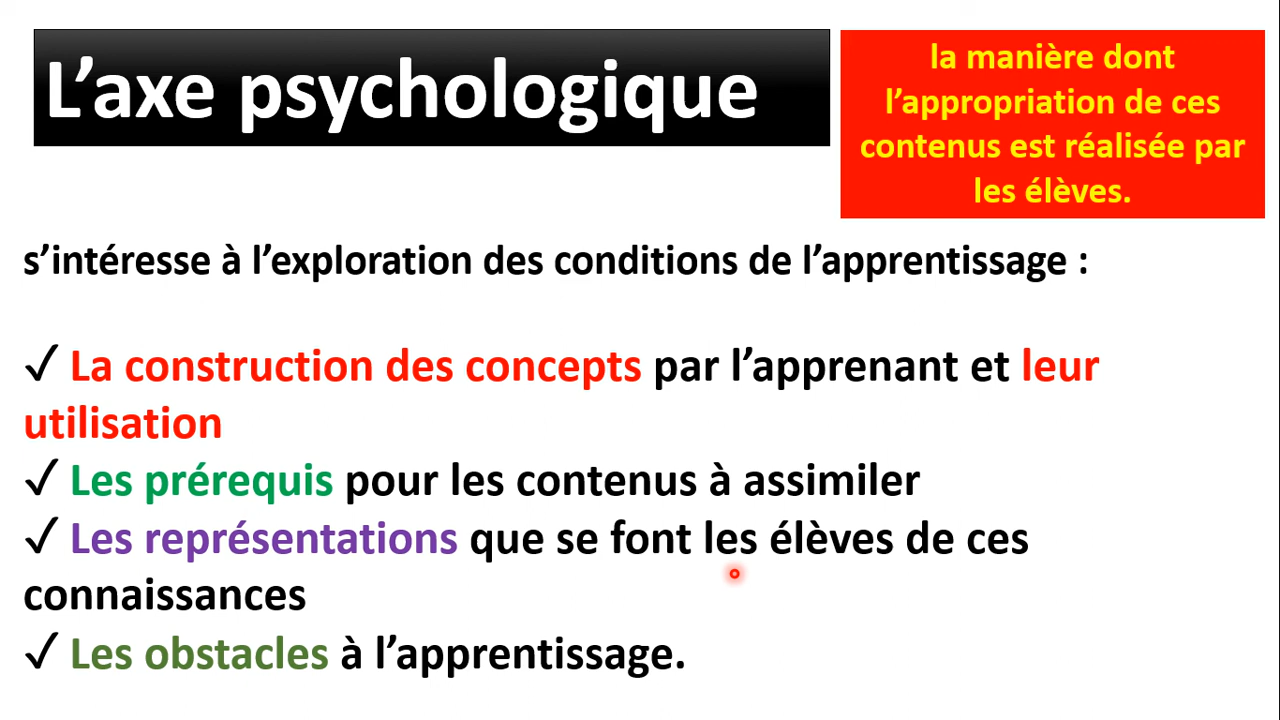 L’axe psychologique
la manière dont
l’appropriation de ces
contenus est réalisée par
les élèves.
s’intéresse à l’exploration des conditions de l’apprentissage :
✓ La construction des concepts par l’apprenant et leur
utilisation
✓ Les prérequis pour les contenus à assimiler
✓ Les représentations que se font les élèves de ces
connaissances
✓ Les obstacles à l’apprentissage.